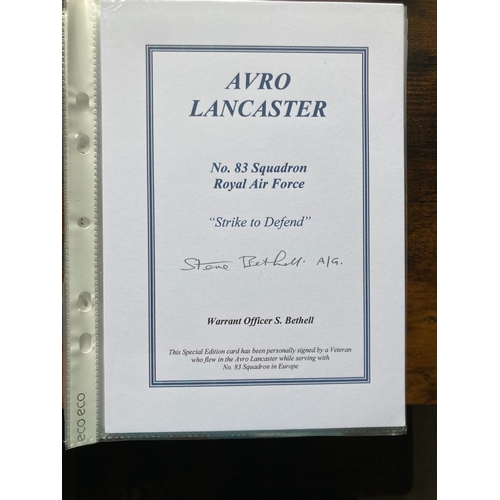 AVRO
LANCASTER
No. 83 Squadron
Royal Air Force
“Strike to Defend”
Steve Bethell. A/G.
Warrant Officer S. Bethell
This Special Edition card has been personally signed by a Veteran
who flew in the Avro Lancaster while serving with
No. 83 Squadron in Europe
eco eco